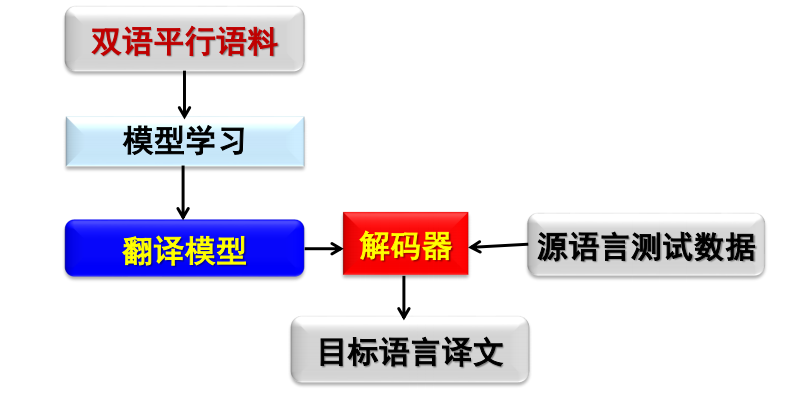 双语平行语料
模型学习
翻译模型
解码器
源语言测试数据
目标语言译文